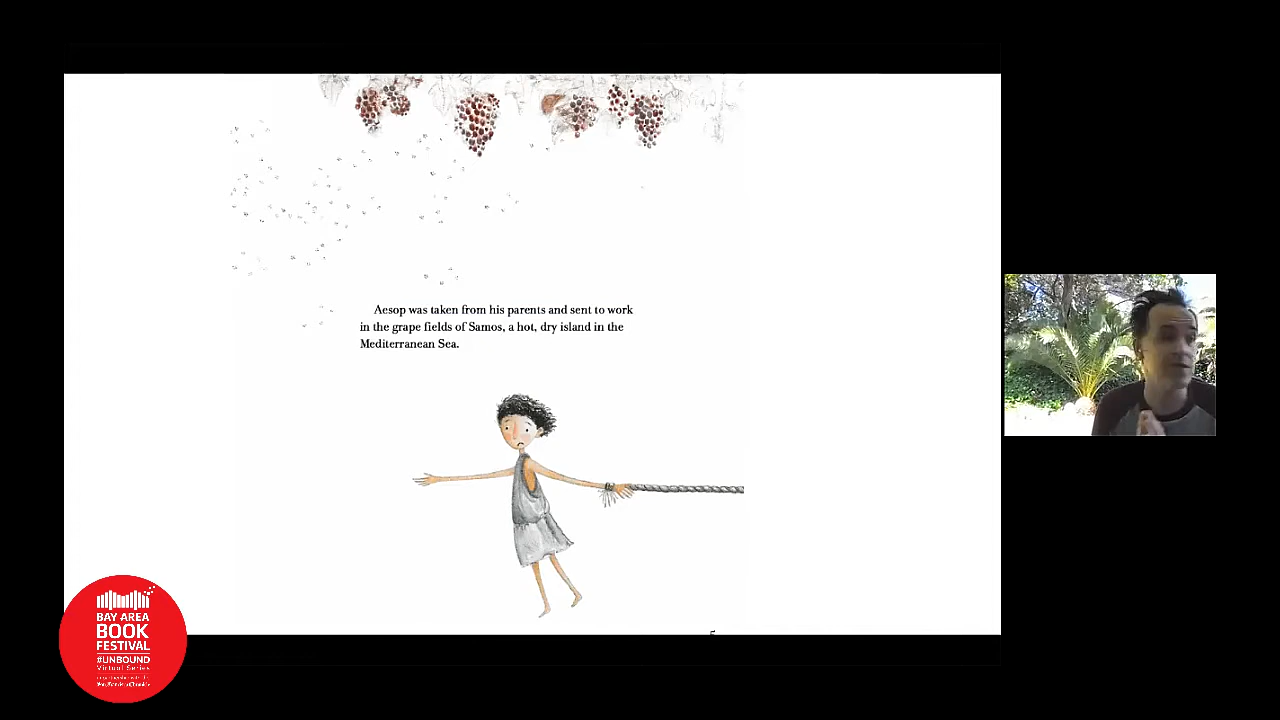 Aesop was taken from his parents and sent to work
in the grape fields of Samos, a hot, dry island in the
Mediterranean Sea.
BAY AREA
BOOK
FESTIVAL
#UNBOUND
Virtual Series